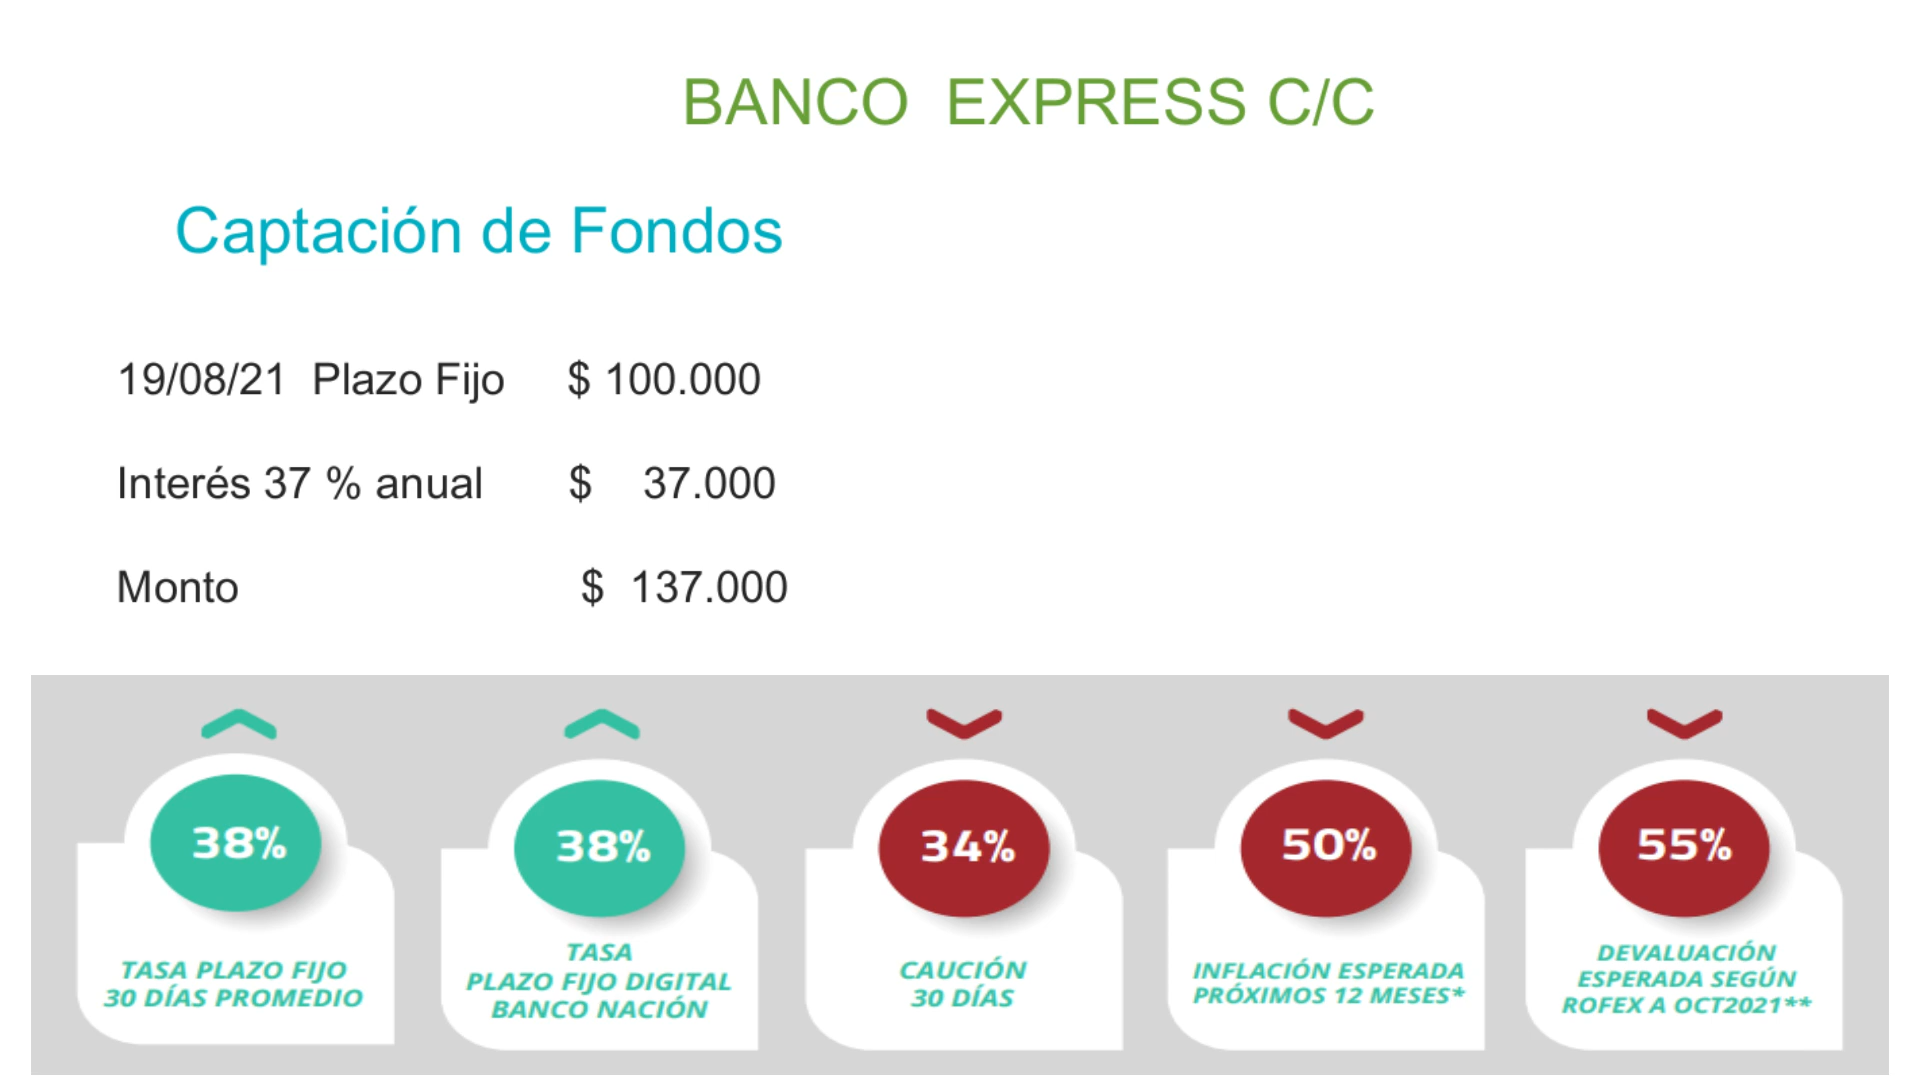 BANCO EXPRESS C/C
Captación de Fondos
19/08/21 Plazo Fijo $ 100.000
Interés 37 % anual $ 37.000
Monto $ 137.000
38%
TASA PLAZO FIJO
30 DÍAS PROMEDIO
38%
TASA
PLAZO FIJO DIGITAL
BANCO NACIÓN
34%
CAUCIÓN
30 DÍAS
50%
INFLACIÓN ESPERADA
PRÓXIMOS 12 MESES*
55%
DEVALUACIÓN
ESPERADA SEGÚN
ROFEX A OCT2021**